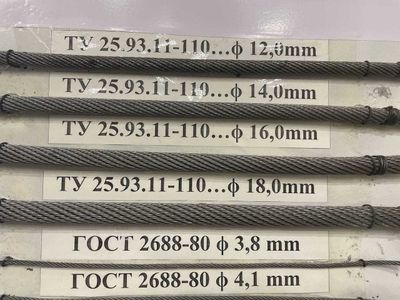 ТУ 25.93.11-110...ф 12,0mm
ТУ 25.93.11-110...ф 14,0mm
ТУ 25.93.11-110...ф 16,0mm
ТУ 25.93.11-110...ф 18,0mm
ГОСТ 2688-80 ф 3,8 mm
ГОСТ 2688-80 ф 4,1 mm